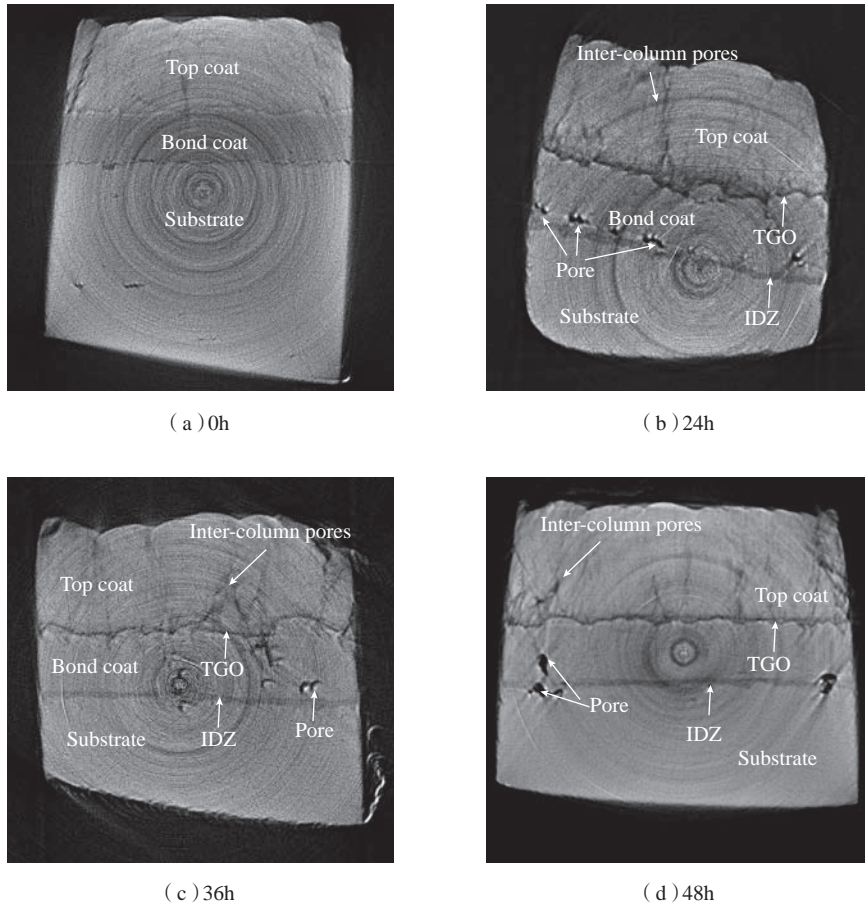 Top coat
Bond coat
Substrate
(a)0h
Inter-column pores
Top coat
Bond coat
TGO
Pore
Substrate
IDZ
(b)24h
Inter-column pores
Top coat
Bond coat
TGO
Substrate
IDZ
Pore
(c)36h
Inter-column pores
Top coat
TGO
Pore
IDZ
Substrate
(d)48h